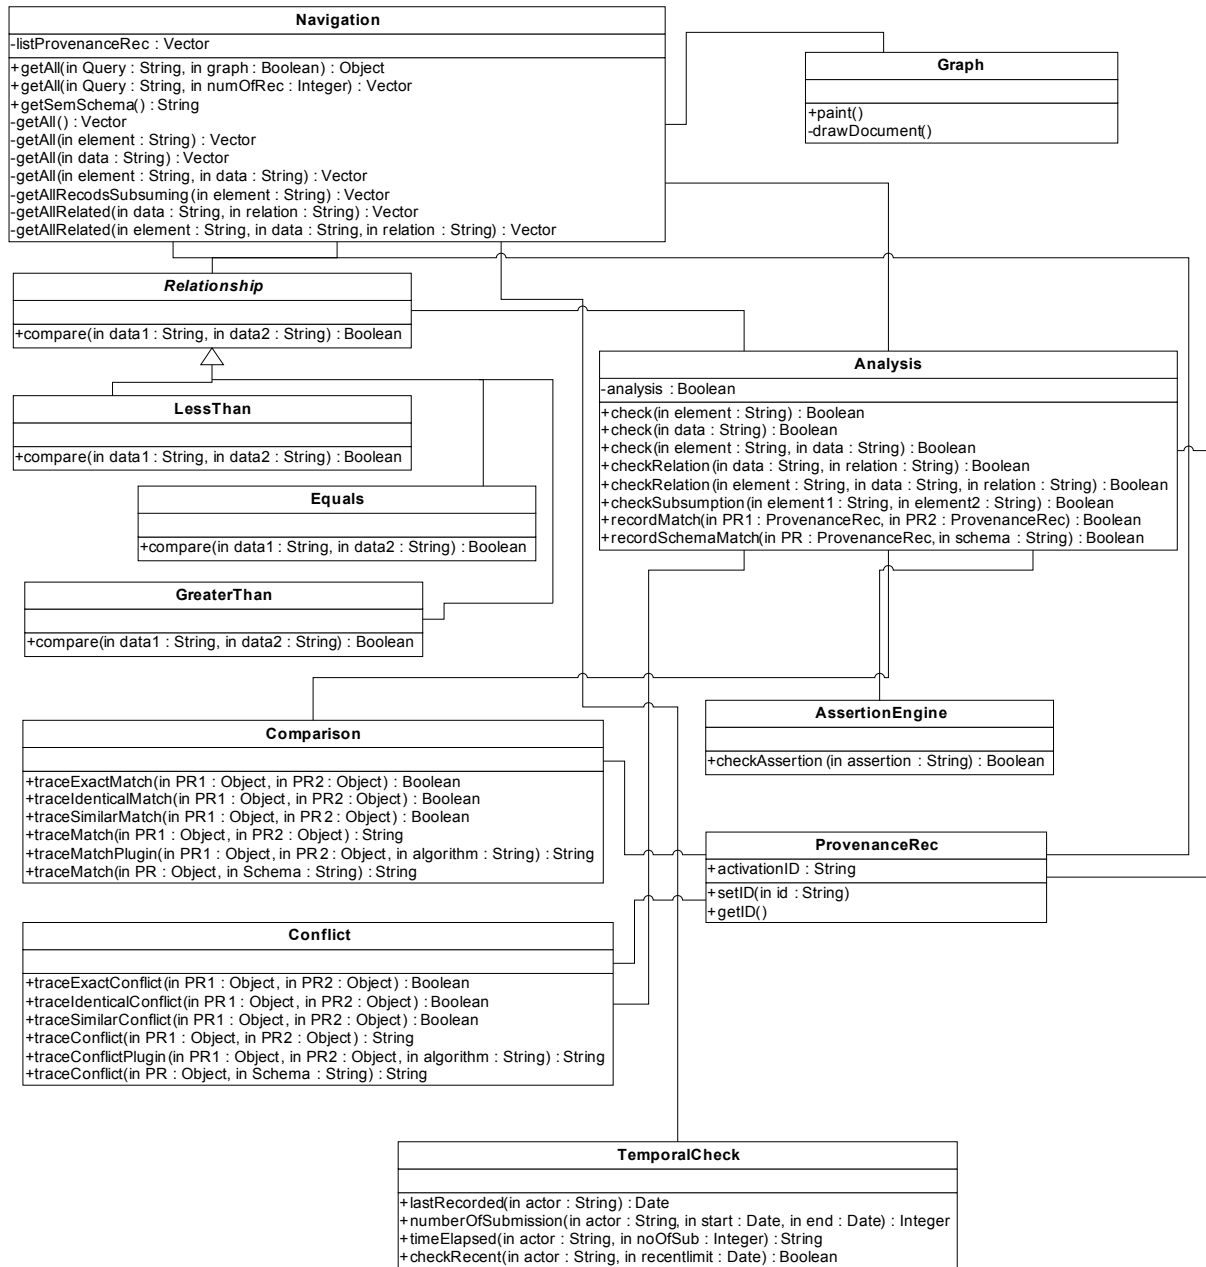 Navigation
-listProvenanceRec : Vector
+getAll(in Query : String, in graph : Boolean) : Object
+getAll(in Query : String, in numOfRec : Integer) : Vector
+getSemSchema() : String
-getAll() : Vector
-getAll(in element : String) : Vector
-getAll(in data : String) : Vector
-getAll(in element : String, in data : String) : Vector
-getAllRecodsSubsuming(in element : String) : Vector
-getAllRelated(in data : String, in relation : String) : Vector
-getAllRelated(in element : String, in data : String, in relation : String) : Vector
Graph
+paint()
-drawDocument()
Relationship
+compare(in data1 : String, in data2 : String) : Boolean
LessThan
+compare(in data1 : String, in data2 : String) : Boolean
Equals
+compare(in data1 : String, in data2 : String) : Boolean
GreaterThan
+compare(in data1 : String, in data2 : String) : Boolean
Analysis
-analysis : Boolean
+check(in element : String) : Boolean
+check(in data : String) : Boolean
+check(in element : String, in data : String) : Boolean
+checkRelation(in data : String, in relation : String) : Boolean
+checkRelation(in element : String, in data : String, in relation : String) : Boolean
+checkSubsumption(in element1 : String, in element2 : String) : Boolean
+recordMatch(in PR1 : ProvenanceRec, in PR2 : ProvenanceRec) : Boolean
+recordSchemaMatch(in PR : ProvenanceRec, in schema : String) : Boolean
Comparison
+traceExactMatch(in PR1 : Object, in PR2 : Object) : Boolean
+traceIdenticalMatch(in PR1 : Object, in PR2 : Object) : Boolean
+traceSimilarMatch(in PR1 : Object, in PR2 : Object) : Boolean
+traceMatch(in PR1 : Object, in PR2 : Object) : String
+traceMatchPlugin(in PR1 : Object, in PR2 : Object, in algorithm : String) : String
+traceMatch(in PR : Object, in Schema : String) : String
AssertionEngine
+checkAssertion(in assertion : String) : Boolean
ProvenanceRec
+activationID : String
+setID(in id : String)
+getID()
Conflict
+traceExactConflict(in PR1 : Object, in PR2 : Object) : Boolean
+traceIdenticalConflict(in PR1 : Object, in PR2 : Object) : Boolean
+traceSimilarConflict(in PR1 : Object, in PR2 : Object) : Boolean
+traceConflict(in PR1 : Object, in PR2 : Object) : String
+traceConflictPlugin(in PR1 : Object, in PR2 : Object, in algorithm : String) : String
+traceConflict(in PR : Object, in Schema : String) : String
TemporalCheck
+lastRecorded(in actor : String) : Date
+numberOfSubmission(in actor : String, in start : Date, in end : Date) : Integer
+timeElapsed(in actor : String, in noOfSub : Integer) : String
+checkRecent(in actor : String, in recentlimit : Date) : Boolean